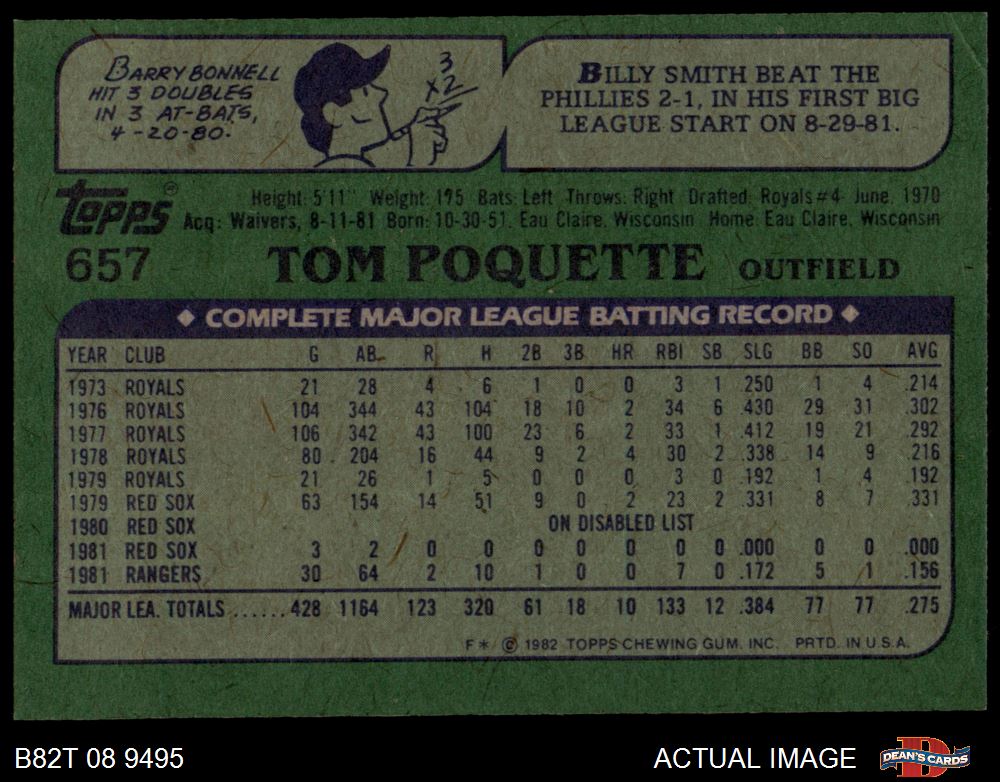 BARRY BONNELL
HIT 3 DOUBLES
IN 3 AT-BATS,
4-20-80.
3
x2
BILLY SMITH BEAT THE
PHILLIES 2-1, IN HIS FIRST BIG
LEAGUE START ON 8-29-81.
topps®
Height: 5'11" Weight: 175 Bats: Left Throws: Right Drafted: Royals #4-June, 1970
Acq: Waivers, 8-11-81 Born: 10-30-51, Eau Claire, Wisconsin Home: Eau Claire, Wisconsin
657 TOM POQUETTE OUTFIELD
◆ COMPLETE MAJOR LEAGUE BATTING RECORD ◆
YEAR CLUB G AB R H 2B 3B HR RBI SB SLG BB SO AVG
1973 ROYALS 21 28 4 6 1 0 0 3 1 .250 1 4 .214
1976 ROYALS 104 344 43 104 18 10 2 34 6 .430 29 31 .302
1977 ROYALS 106 342 43 100 23 6 2 33 1 .412 19 21 .292
1978 ROYALS 80 204 16 44 9 2 4 30 2 .338 14 9 .216
1979 ROYALS 21 26 1 5 0 0 0 3 0 .192 1 4 .192
1979 RED SOX 63 154 14 51 9 0 2 23 2 .331 8 7 .331
1980 RED SOX ON DISABLED LIST
1981 RED SOX 3 2 0 0 0 0 0 0 0 .000 0 0 .000
1981 RANGERS 30 64 2 10 1 0 0 7 0 .172 5 1 .156
MAJOR LEA. TOTALS ...... 428 1164 123 320 61 18 10 133 12 .384 77 77 .275
F* © 1982 TOPPS CHEWING GUM, INC. PRTD. IN U.S.A.
B82T 08 9495
ACTUAL IMAGE
DEAN'S CARDS